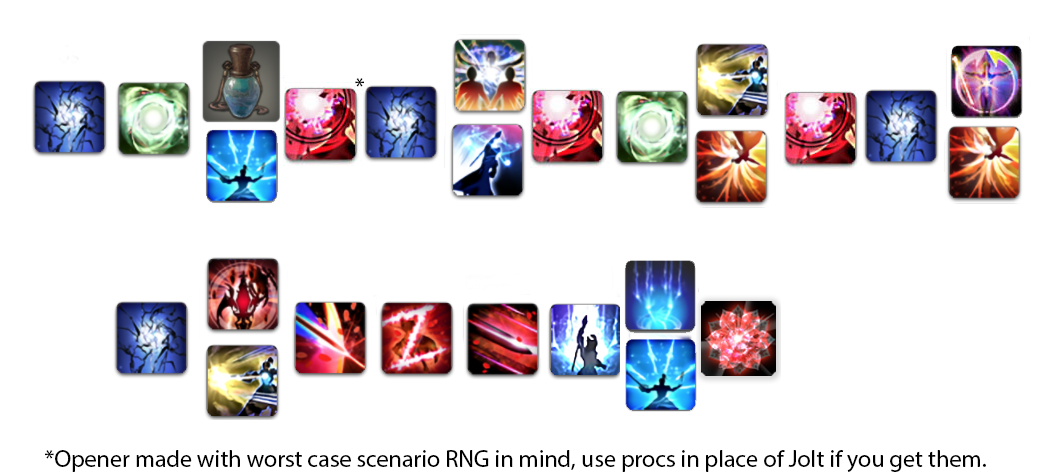 *
*Opener made with worst case scenario RNG in mind, use procs in place of Jolt if you get them.